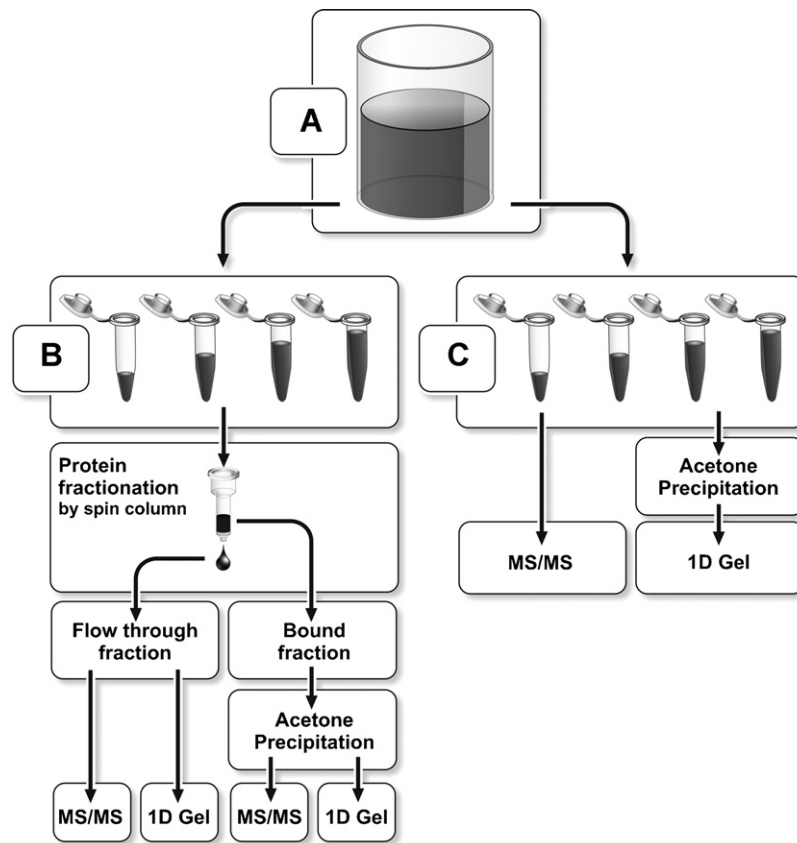 A
B
C
Protein
fractionation
by spin column
Acetone
Precipitation
MS/MS
1D Gel
Flow through
fraction
Bound
fraction
Acetone
Precipitation
MS/MS
1D Gel
MS/MS
1D Gel